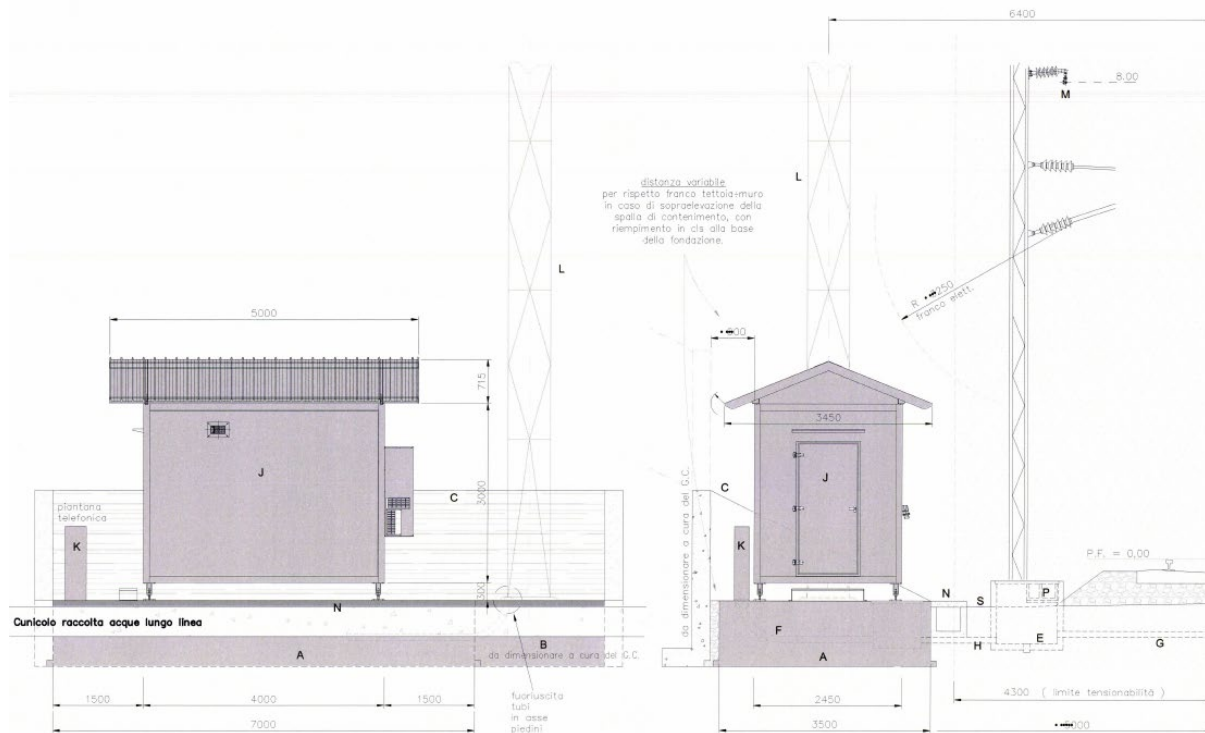 6400
8.00
M
distanza variabile
per rispetto franco tettoia-muro
in caso di sopraelevazione della
spalla di contenimento, con
riempimento in cls alla base
della fondazione.
L
L
R
franco elett.
5000
715
3450
J
J
3000
C
C
piantana
telefonica
K
K
da dimensionare a cura del G.C.
P.F. = 0,00
300
N
N
S
P
Cunicolo raccolta acque lungo linea
F
E
H
G
B
A
A
da dimensionare a cura del G.C.
1500
4000
1500
7000
fuoriuscita
tubi
in asse
piedini
2450
3500
4300 ( limite tensionabilità )